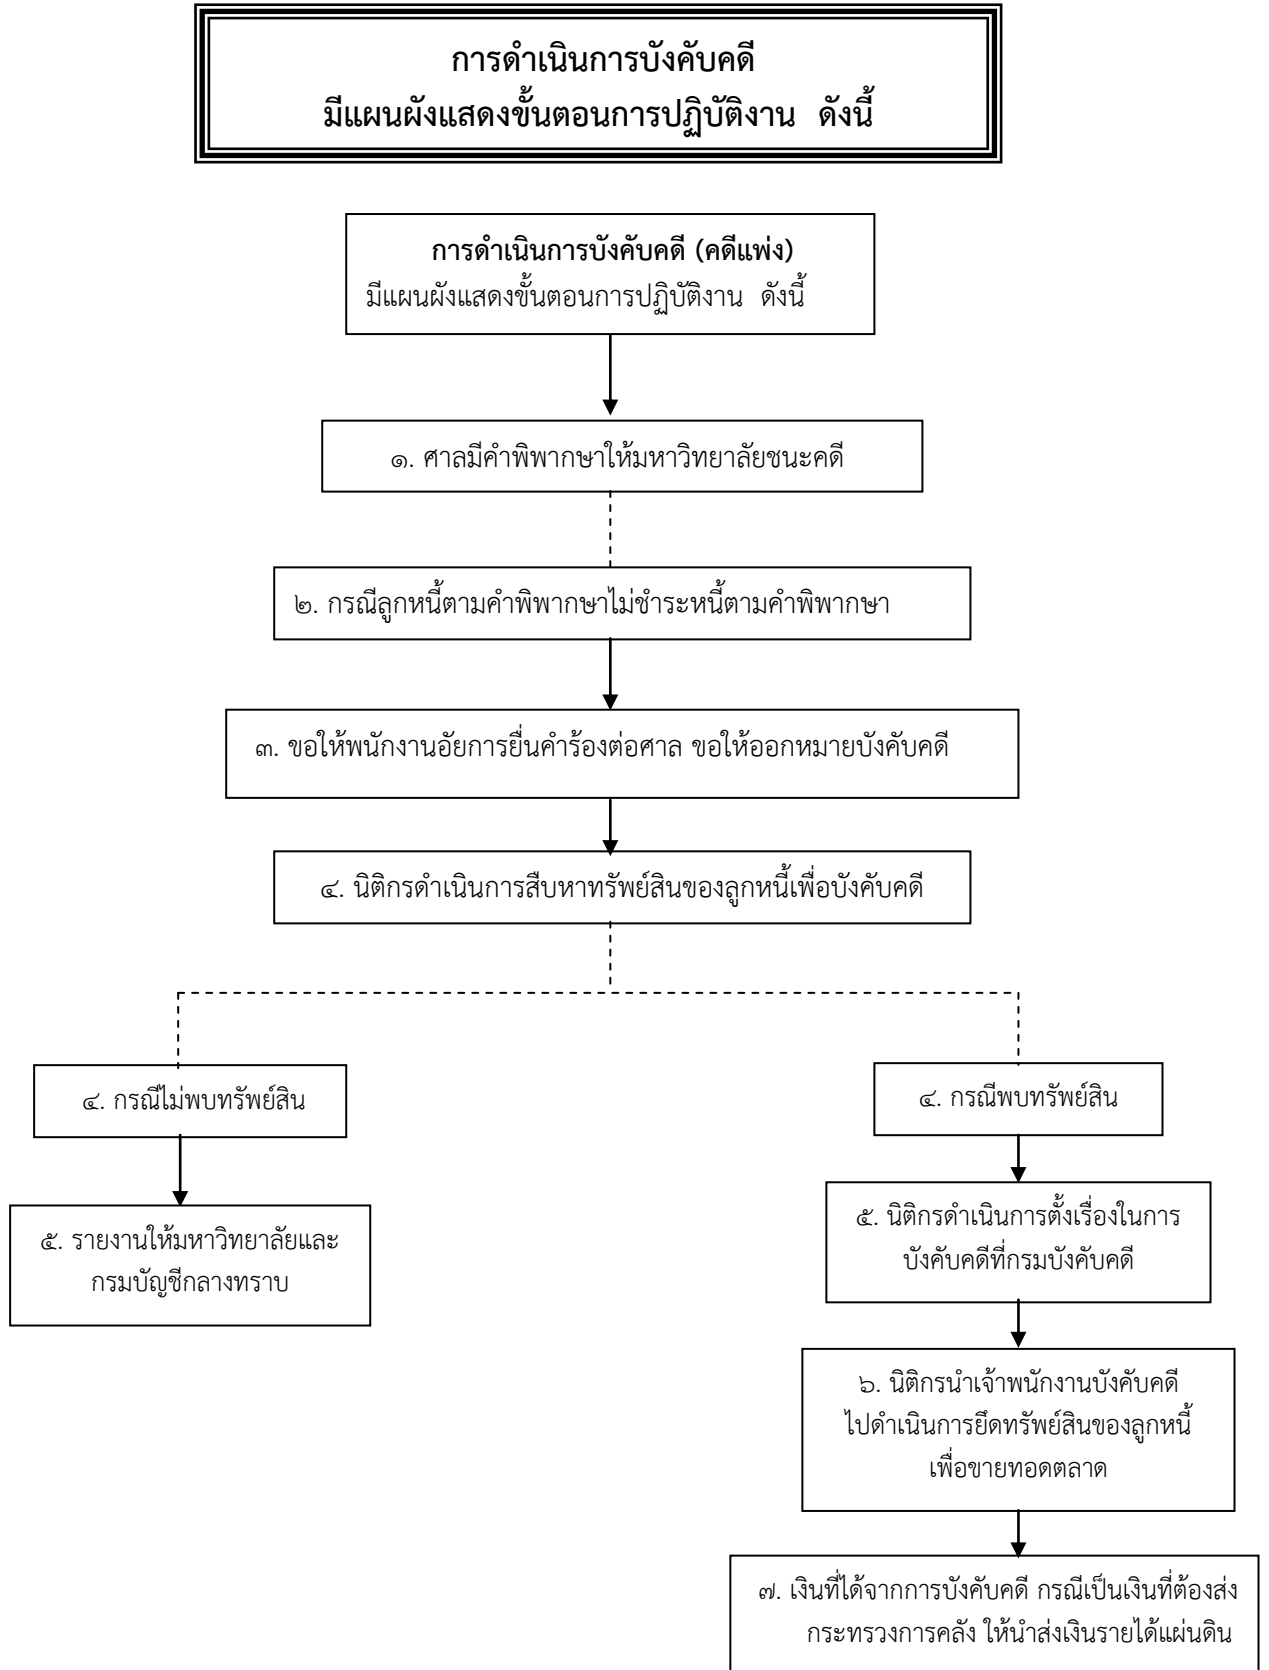 การดำเนินการบังคับคดี
มีแผนผังแสดงขั้นตอนการปฏิบัติงาน ดังนี้
การดำเนินการบังคับคดี (คดีแพ่ง)
มีแผนผังแสดงขั้นตอนการปฏิบัติงาน ดังนี้
๑. ศาลมีคำพิพากษาให้มหาวิทยาลัยชนะคดี
๒. กรณีลูกหนี้ตามคำพิพากษาไม่ชำระหนี้ตามคำพิพากษา
๓. ขอให้พนักงานอัยการยื่นคำร้องต่อศาล ขอให้ออกหมายบังคับคดี
๔. นิติกรดำเนินการสืบหาทรัพย์สินของลูกหนี้เพื่อบังคับคดี
๔. กรณีไม่พบทรัพย์สิน
๕. รายงานให้มหาวิทยาลัยและ
กรมบัญชีกลางทราบ
๔. กรณีพบทรัพย์สิน
๕. นิติกรดำเนินการตั้งเรื่องในการ
บังคับคดีที่กรมบังคับคดี
๖. นิติกรนำเจ้าพนักงานบังคับคดี
ไปดำเนินการยึดทรัพย์สินของลูกหนี้
เพื่อขายทอดตลาด
๗. เงินที่ได้จากการบังคับคดี กรณีเป็นเงินที่ต้องส่ง
กระทรวงการคลัง ให้นำส่งเงินรายได้แผ่นดิน